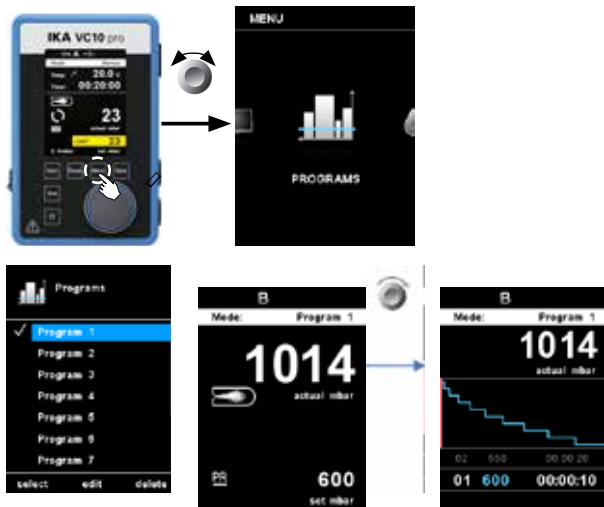 IKA VC10 pro
20.0
00:20:00
23
actual mbar
23
set mbar
MENU
PROGRAMS
Programs
Program 1
Program 2
Program 3
Program 4
Program 5
Program 6
Program 7
select edit delete
B
Mode: Program 1
1014
actual mbar
PR 600
set mbar
B
Mode: Program 1
1014
actual mbar
02 550 00:00:20
01 600 00:00:10